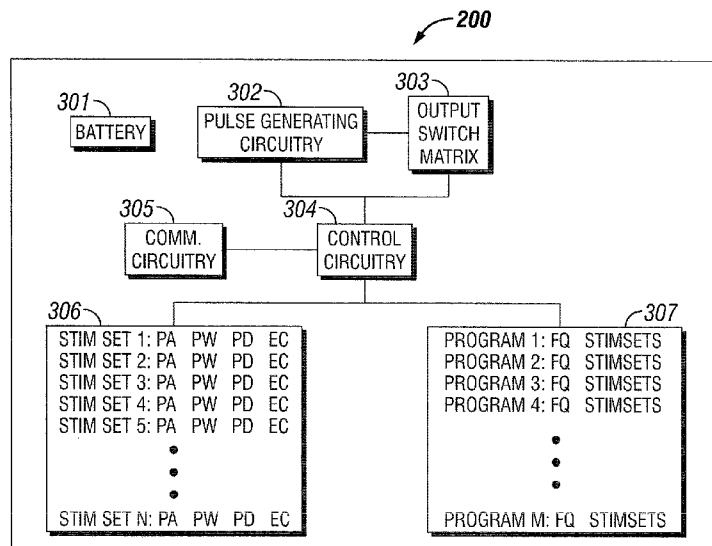 200
301
BATTERY
302
PULSE GENERATING
CIRCUITRY
303
OUTPUT
SWITCH
MATRIX
305
COMM.
CIRCUITRY
304
CONTROL
CIRCUITRY
306
STIM SET 1: PA PW PD EC
STIM SET 2: PA PW PD EC
STIM SET 3: PA PW PD EC
STIM SET 4: PA PW PD EC
STIM SET 5: PA PW PD EC
STIM SET N: PA PW PD EC
307
PROGRAM 1: FQ STIMSETS
PROGRAM 2: FQ STIMSETS
PROGRAM 3: FQ STIMSETS
PROGRAM 4: FQ STIMSETS
PROGRAM M: FQ STIMSETS